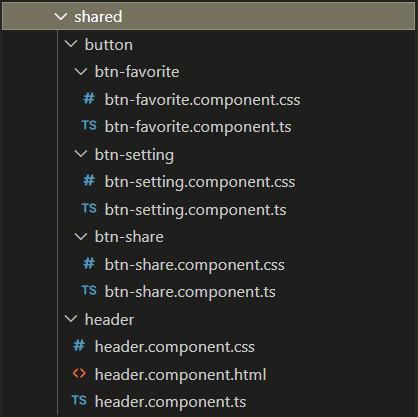 shared
button
btn-favorite
# btn-favorite.component.css
TS btn-favorite.component.ts
btn-setting
# btn-setting.component.css
TS btn-setting.component.ts
btn-share
# btn-share.component.css
TS btn-share.component.ts
header
# header.component.css
<> header.component.html
TS header.component.ts